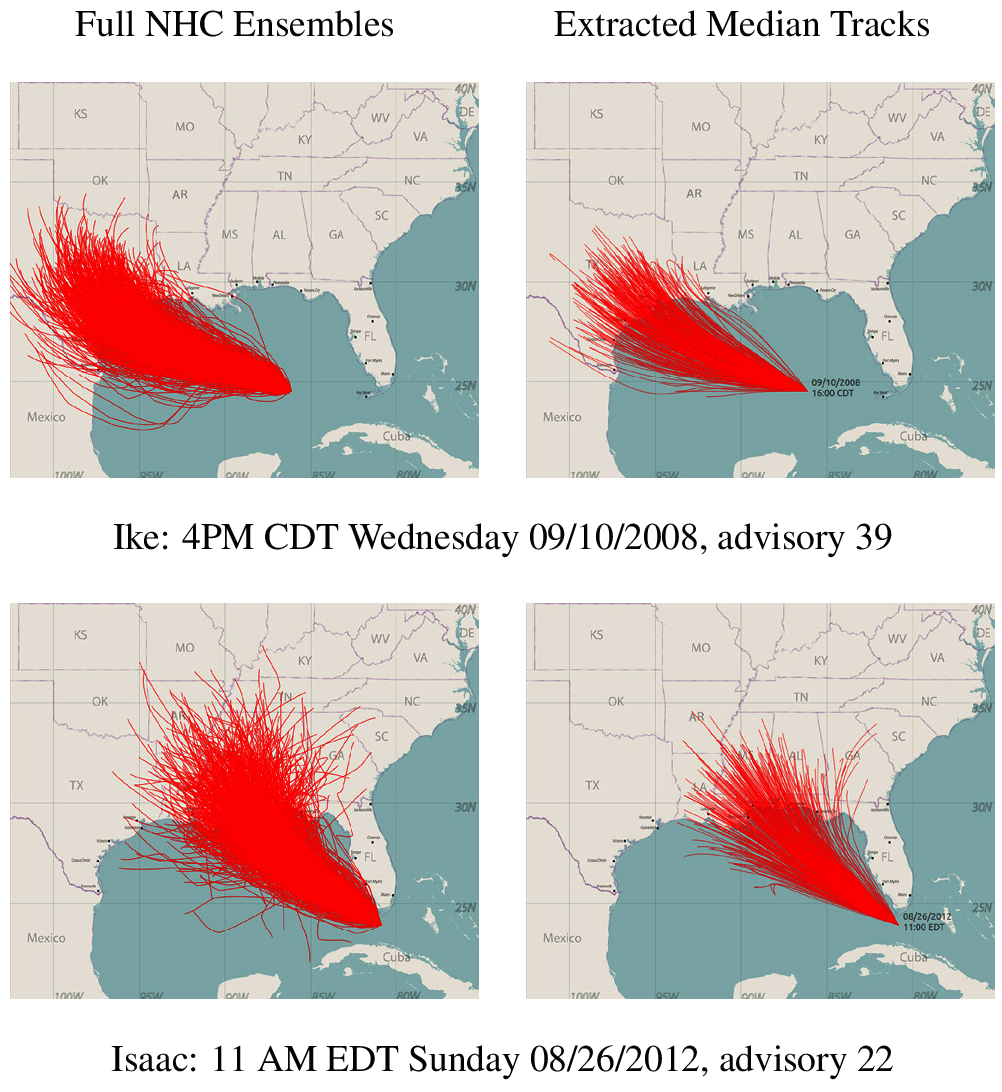 Full NHC Ensembles
Extracted Median Tracks
40N
KS
MO
WV
DE
KY
VA
OK
TN
NC
35N
AR
SC
MS
AL
GA
LA
30N
FL
25N
Mexico
Cuba
100W
95W
90W
85W
80W
40N
KS
MO
WV
DE
KY
VA
OK
TN
NC
35N
AR
SC
MS
AL
GA
LA
30N
FL
25N
09/10/2008
16:00 CDT
Mexico
Cuba
100W
95W
90W
85W
80W
Ike: 4PM CDT Wednesday 09/10/2008, advisory 39
40N
KS
MO
WV
DE
KY
VA
OK
TN
NC
35N
AR
SC
GA
TX
30N
FL
25N
Mexico
Cuba
100W
95W
90W
85W
80W
40N
KS
MO
WV
DE
KY
VA
OK
TN
NC
35N
AR
SC
MS
AL
GA
TX
LA
30N
FL
25N
08/26/2012
11:00 EDT
Mexico
Cuba
100W
95W
90W
85W
80W
Isaac: 11 AM EDT Sunday 08/26/2012, advisory 22